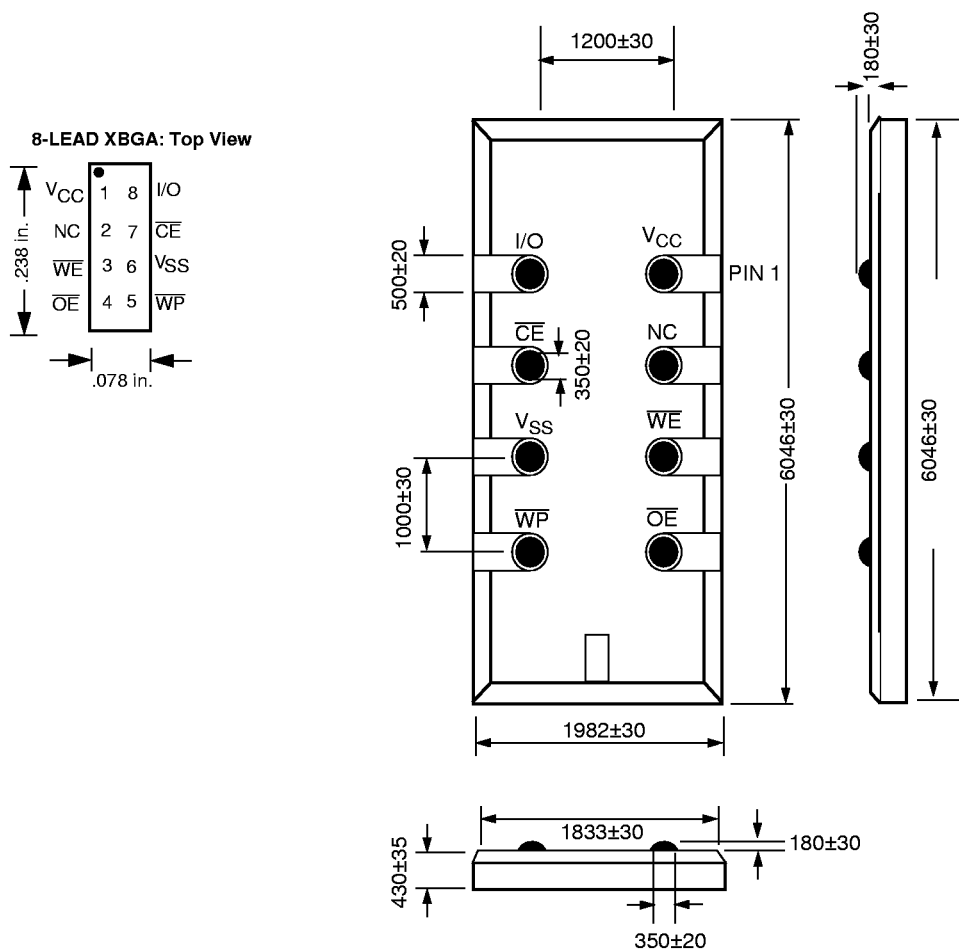 1200±30
180±30
8-LEAD XBGA: Top View
VCC 1 8 I/O
NC 2 7 CE
WE 3 6 VSS
OE 4 5 WP
.238 in.
.078 in.
I/O VCC
PIN 1
500±20
CE NC
350±20
VSS WE
1000±30
WP OE
6046±30
6046±30
1982±30
1833±30
180±30
430±35
350±20